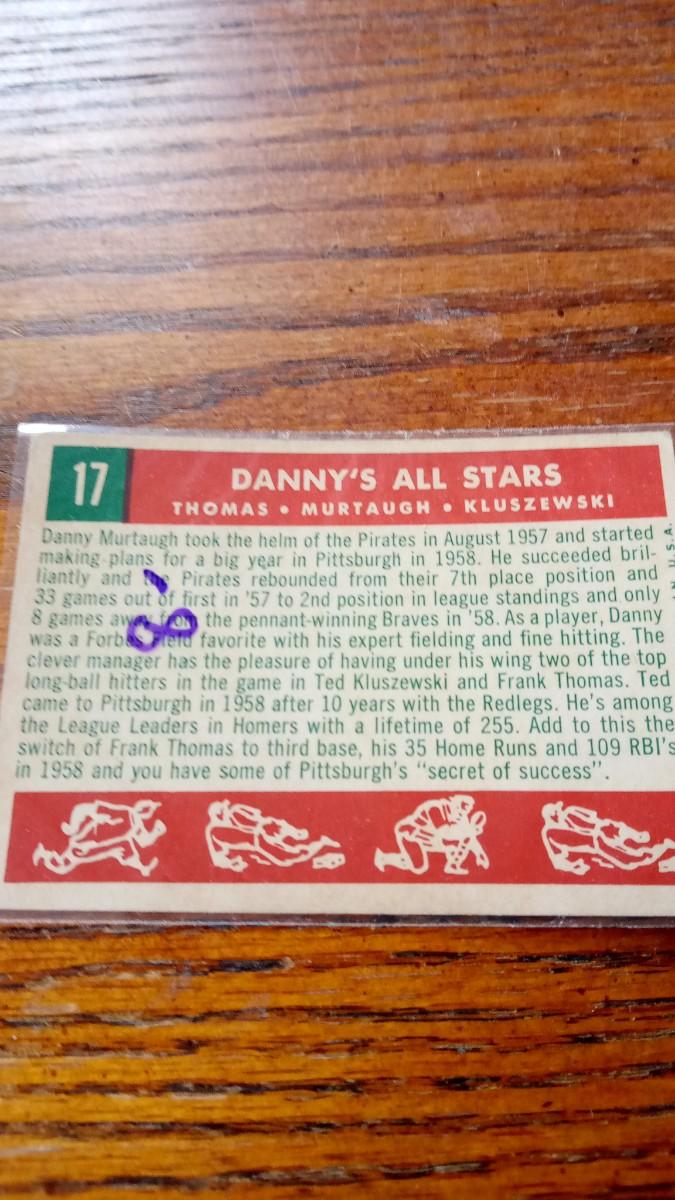 17
DANNY'S ALL STARS
THOMAS • MURTAUGH • KLUSZEWSKI
Danny Murtaugh took the helm of the Pirates in August 1957 and started
making plans for a big year in Pittsburgh in 1958. He succeeded bril-
liantly and the Pirates rebounded from their 7th place position and
33 games out of first in '57 to 2nd position in league standings and only
8 games away from the pennant-winning Braves in '58. As a player, Danny
was a Forbes Field favorite with his expert fielding and fine hitting. The
clever manager has the pleasure of having under his wing two of the top
long-ball hitters in the game in Ted Kluszewski and Frank Thomas. Ted
came to Pittsburgh in 1958 after 10 years with the Redlegs. He's among
the League Leaders in Homers with a lifetime of 255. Add to this the
switch of Frank Thomas to third base, his 35 Home Runs and 109 RBI's
in 1958 and you have some of Pittsburgh's "secret of success".
U.S.A.